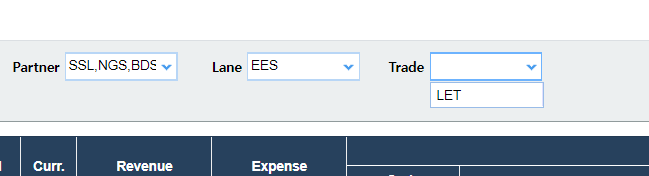 Partner SSL,NGS,BDS Lane EES Trade
LET
Curr. Revenue Expense